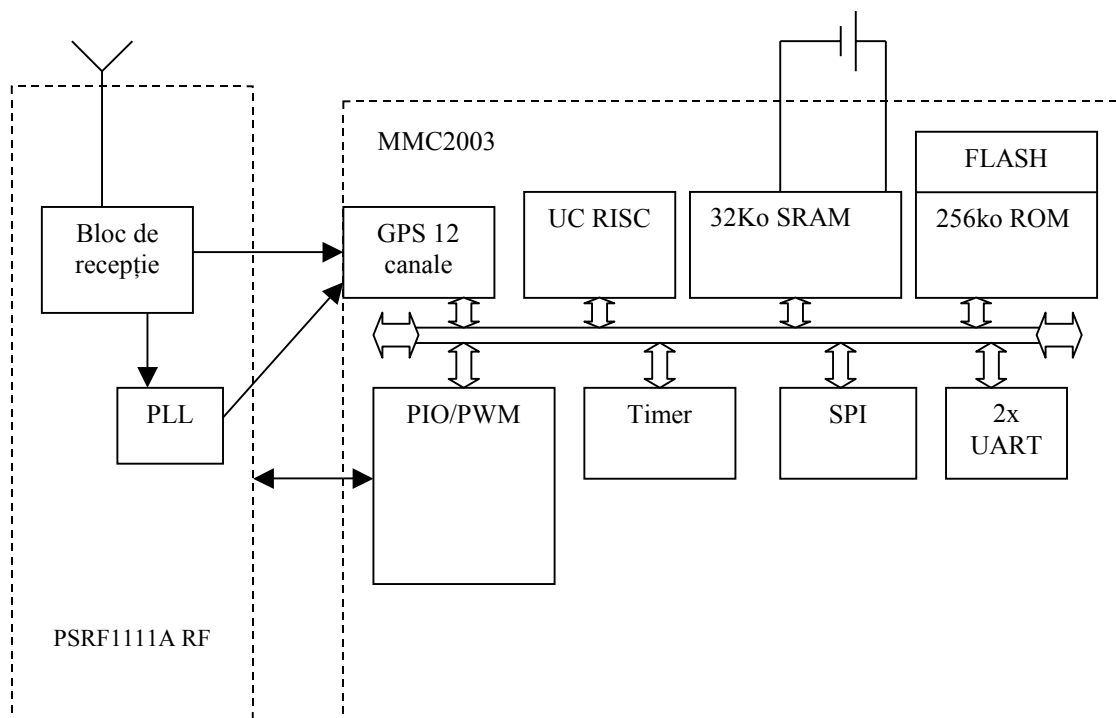 MMC2003
FLASH
Bloc de
recepție
GPS 12
canale
UC RISC
32Ko SRAM
256ko ROM
PLL
PIO/PWM
Timer
SPI
2x
UART
PSRF1111A RF